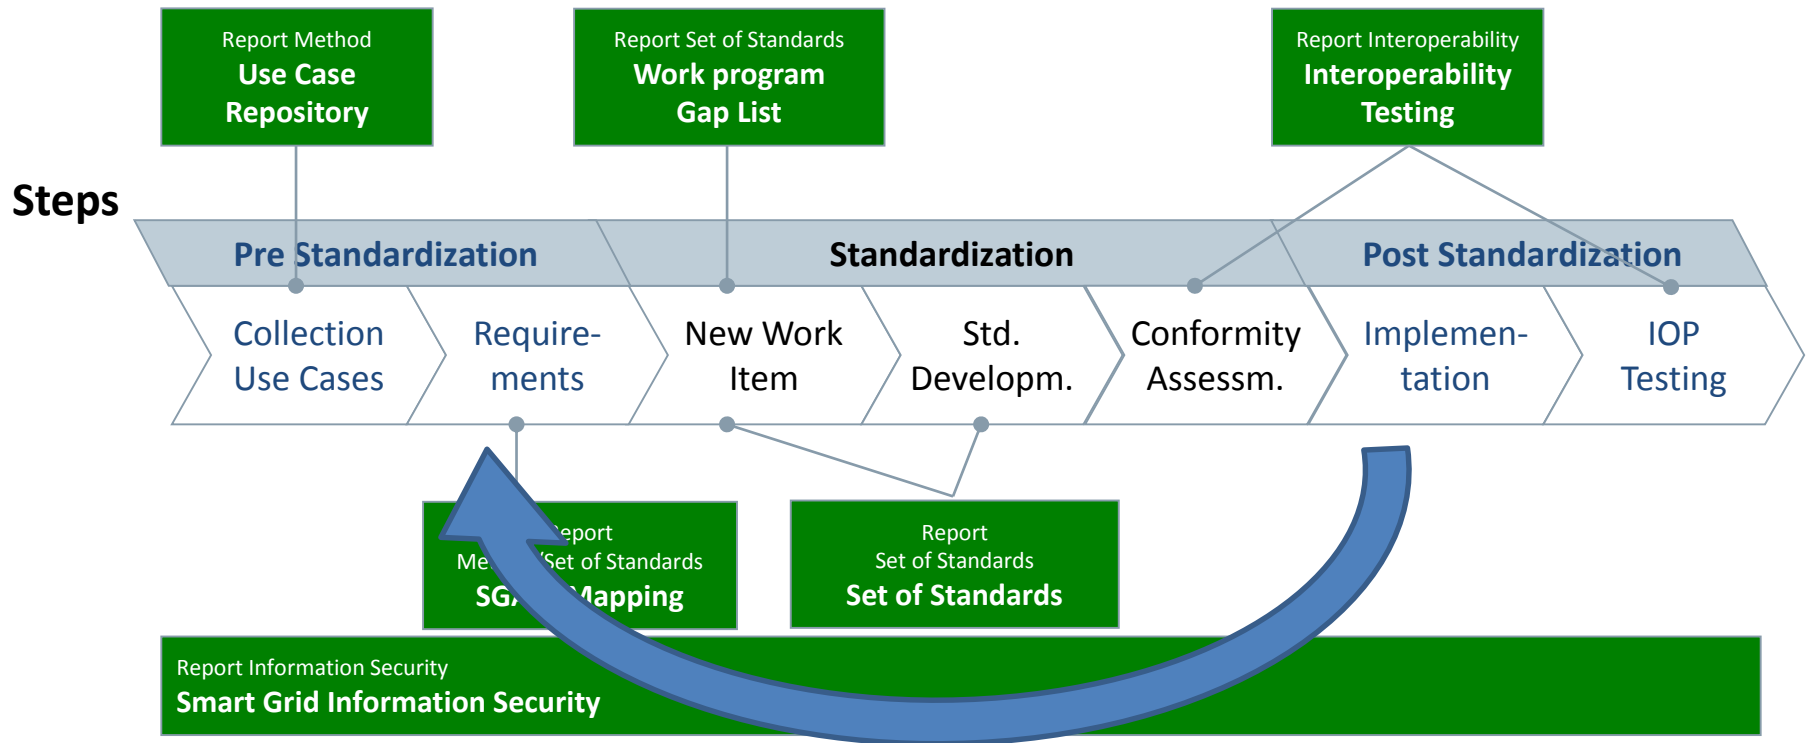 Report Method
Use Case
Repository
Report Set of Standards
Work program
Gap List
Report Interoperability
Interoperability
Testing
Steps
Pre Standardization
Standardization
Post Standardization
Collection
Use Cases
Require-
ments
New Work
Item
Std.
Developm.
Conformity
Assessm.
Implemen-
tation
IOP
Testing
Report
/Set of Standards
Mapping
Report
Set of Standards
Set of Standards
Report Information Security
Smart Grid Information Security